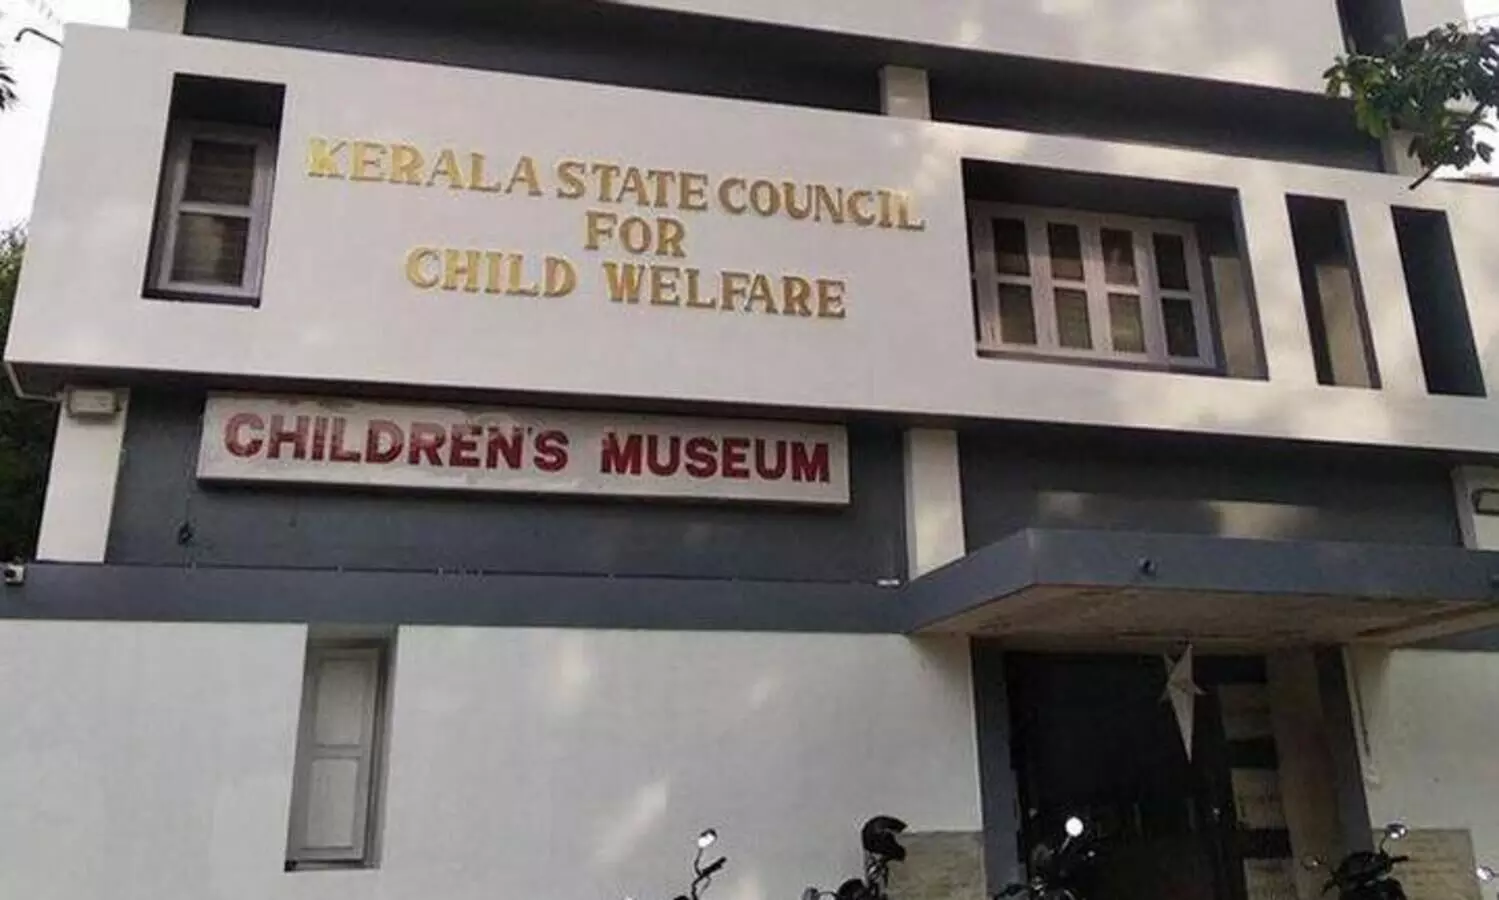 KERALA STATE COUNCIL
FOR
CHILD WELFARE
CHILDREN'S MUSEUM